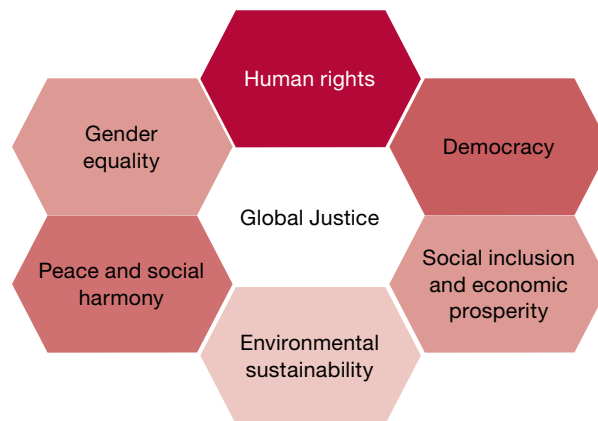 Human rights
Gender
equality
Democracy
Global Justice
Peace and social
harmony
Social inclusion
and economic
prosperity
Environmental
sustainability